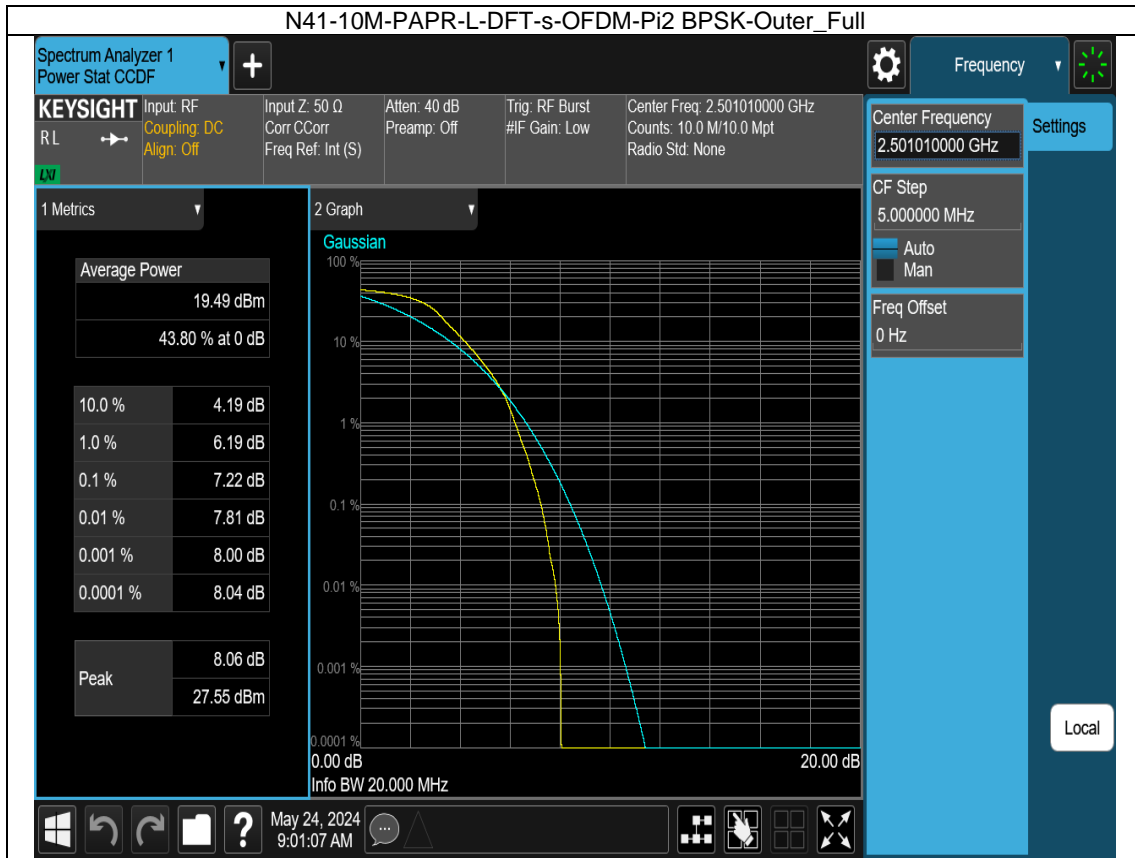 N41-10M-PAPR-L-DFT-s-OFDM-Pi2 BPSK-Outer_Full
Spectrum Analyzer 1
Power Stat CCDF
+
Frequency
KEYSIGHT
R L
LXI
Input: RF
Coupling: DC
Align: Off
Input Z: 50 Ω
Corr CCorr
Freq Ref: Int (S)
Atten: 40 dB
Preamp: Off
Trig: RF Burst
#IF Gain: Low
Center Freq: 2.501010000 GHz
Counts: 10.0 M/10.0 Mpt
Radio Std: None
Center Frequency
2.501010000 GHz
Settings
CF Step
5.000000 MHz
Auto
Man
Freq Offset
0 Hz
1 Metrics
Average Power
19.49 dBm
43.80 % at 0 dB
10.0 % 4.19 dB
1.0 % 6.19 dB
0.1 % 7.22 dB
0.01 % 7.81 dB
0.001 % 8.00 dB
0.0001 % 8.04 dB
Peak
8.06 dB
27.55 dBm
2 Graph
Gaussian
100 %
10 %
1 %
0.1 %
0.01 %
0.001 %
0.0001 %
0.00 dB 20.00 dB
Info BW 20.000 MHz
Local
?
May 24, 2024
9:01:07 AM